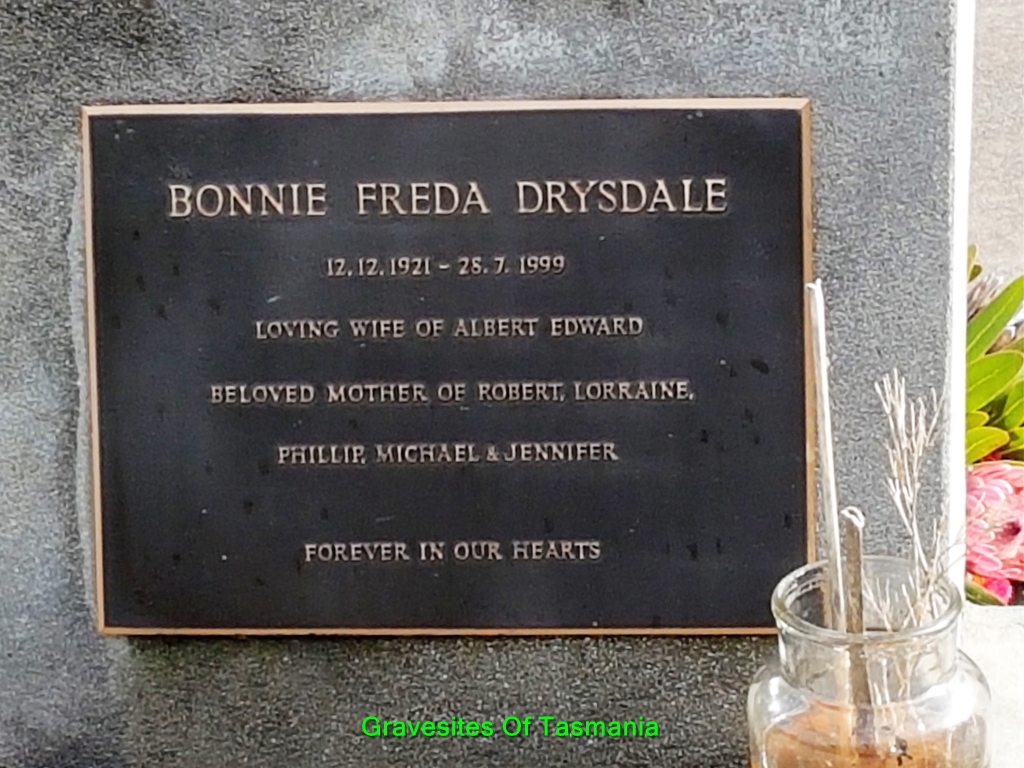 BONNIE FREDA DRYSDALE
12.12.1921 - 28.7.1999
LOVING WIFE OF ALBERT EDWARD
BELOVED MOTHER OF ROBERT, LORRAINE,
PHILLIP, MICHAEL & JENNIFER
FOREVER IN OUR HEARTS
Gravesites Of Tasmania